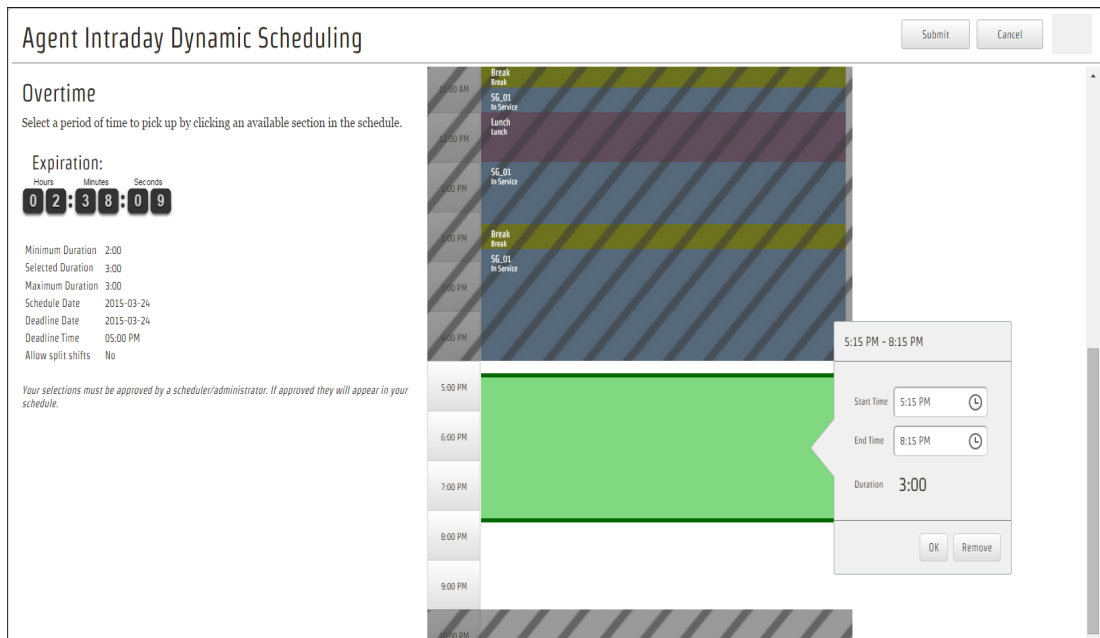 Agent Intraday Dynamic Scheduling
Submit
Cancel
Overtime
Select a period of time to pick up by clicking an available section in the schedule.
Expiration:
Hours Minutes Seconds
02:38:09
Minimum Duration 2:00
Selected Duration 3:00
Maximum Duration 3:00
Schedule Date 2015-03-24
Deadline Date 2015-03-24
Deadline Time 05:00 PM
Allow split shifts No
Your selections must be approved by a scheduler/administrator. If approved they will appear in your
schedule.
Break
Break
11:00 AM
SG_01
In Service
Lunch
Lunch
12:00 PM
SG_01
In Service
1:00 PM
Break
Break
2:00 PM
SG_01
In Service
3:00 PM
4:00 PM
5:00 PM
6:00 PM
7:00 PM
8:00 PM
9:00 PM
10:00 PM
5:15 PM - 8:15 PM
Start Time 5:15 PM
End Time 8:15 PM
Duration 3:00
OK
Remove